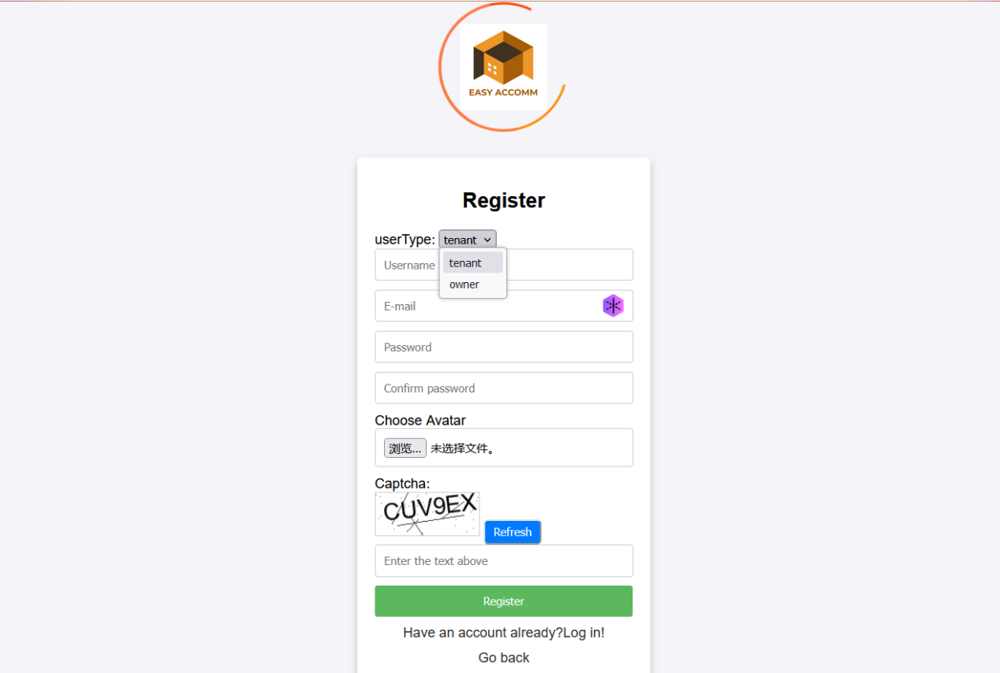 EASY ACCOMM
Register
userType: tenant
Username
tenant
owner
E-mail
Password
Confirm password
Choose Avatar
浏览... 未选择文件。
Captcha:
CUV9EX
Refresh
Enter the text above
Register
Have an account already?Log in!
Go back